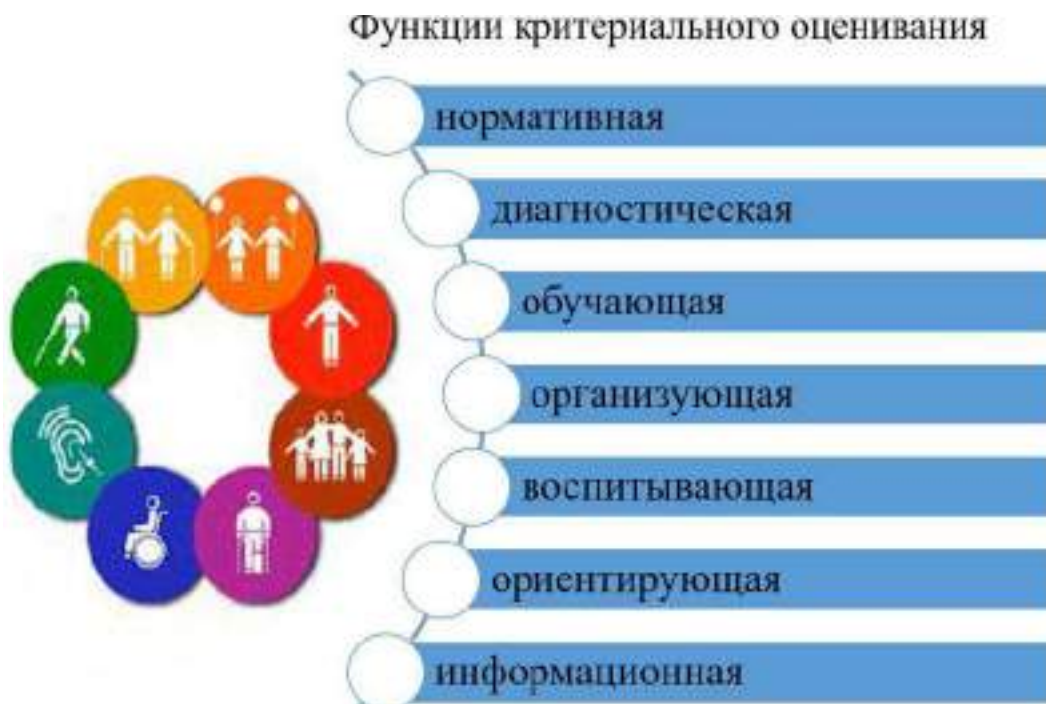 Функции критериального оценивания
нормативная
диагностическая
обучающая
организующая
воспитывающая
ориентирующая
информационная